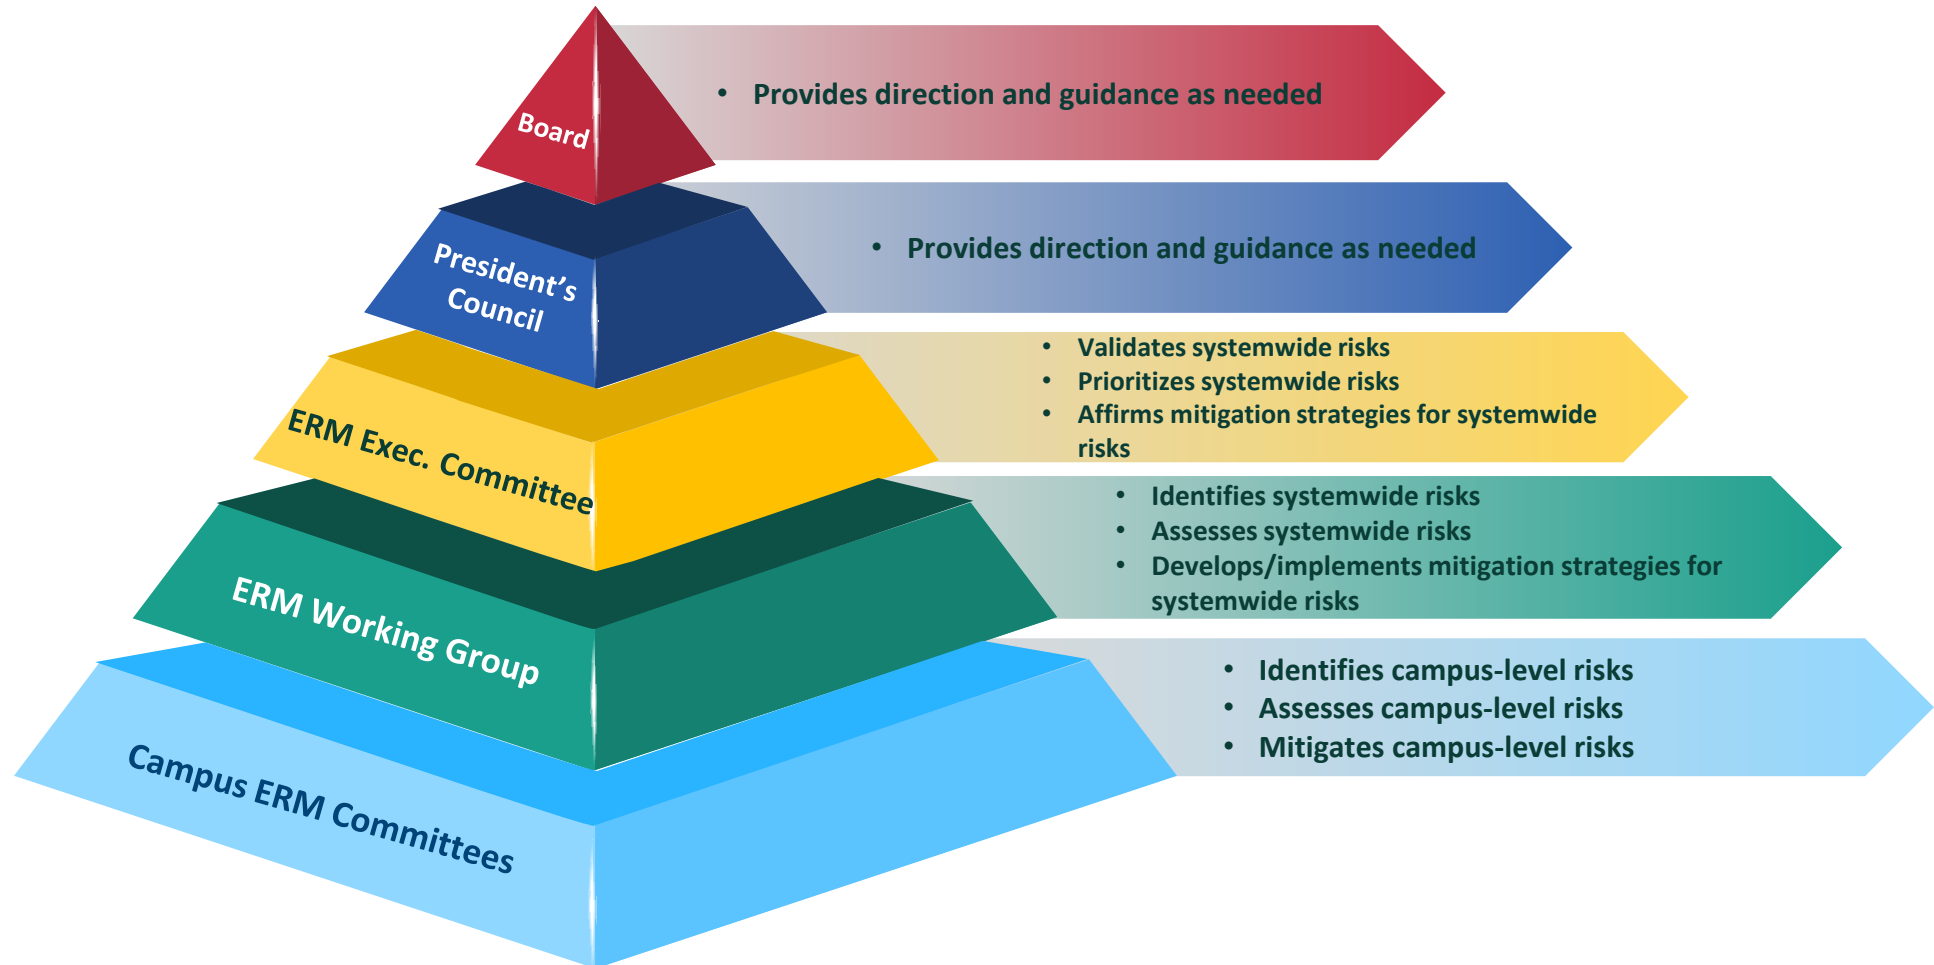 Board
• Provides direction and guidance as needed
President’s
Council
• Provides direction and guidance as needed
ERM Exec. Committee
• Validates systemwide risks
• Prioritizes systemwide risks
• Affirms mitigation strategies for systemwide
risks
ERM Working Group
• Identifies systemwide risks
• Assesses systemwide risks
• Develops/implements mitigation strategies for
systemwide risks
Campus ERM Committees
• Identifies campus-level risks
• Assesses campus-level risks
• Mitigates campus-level risks